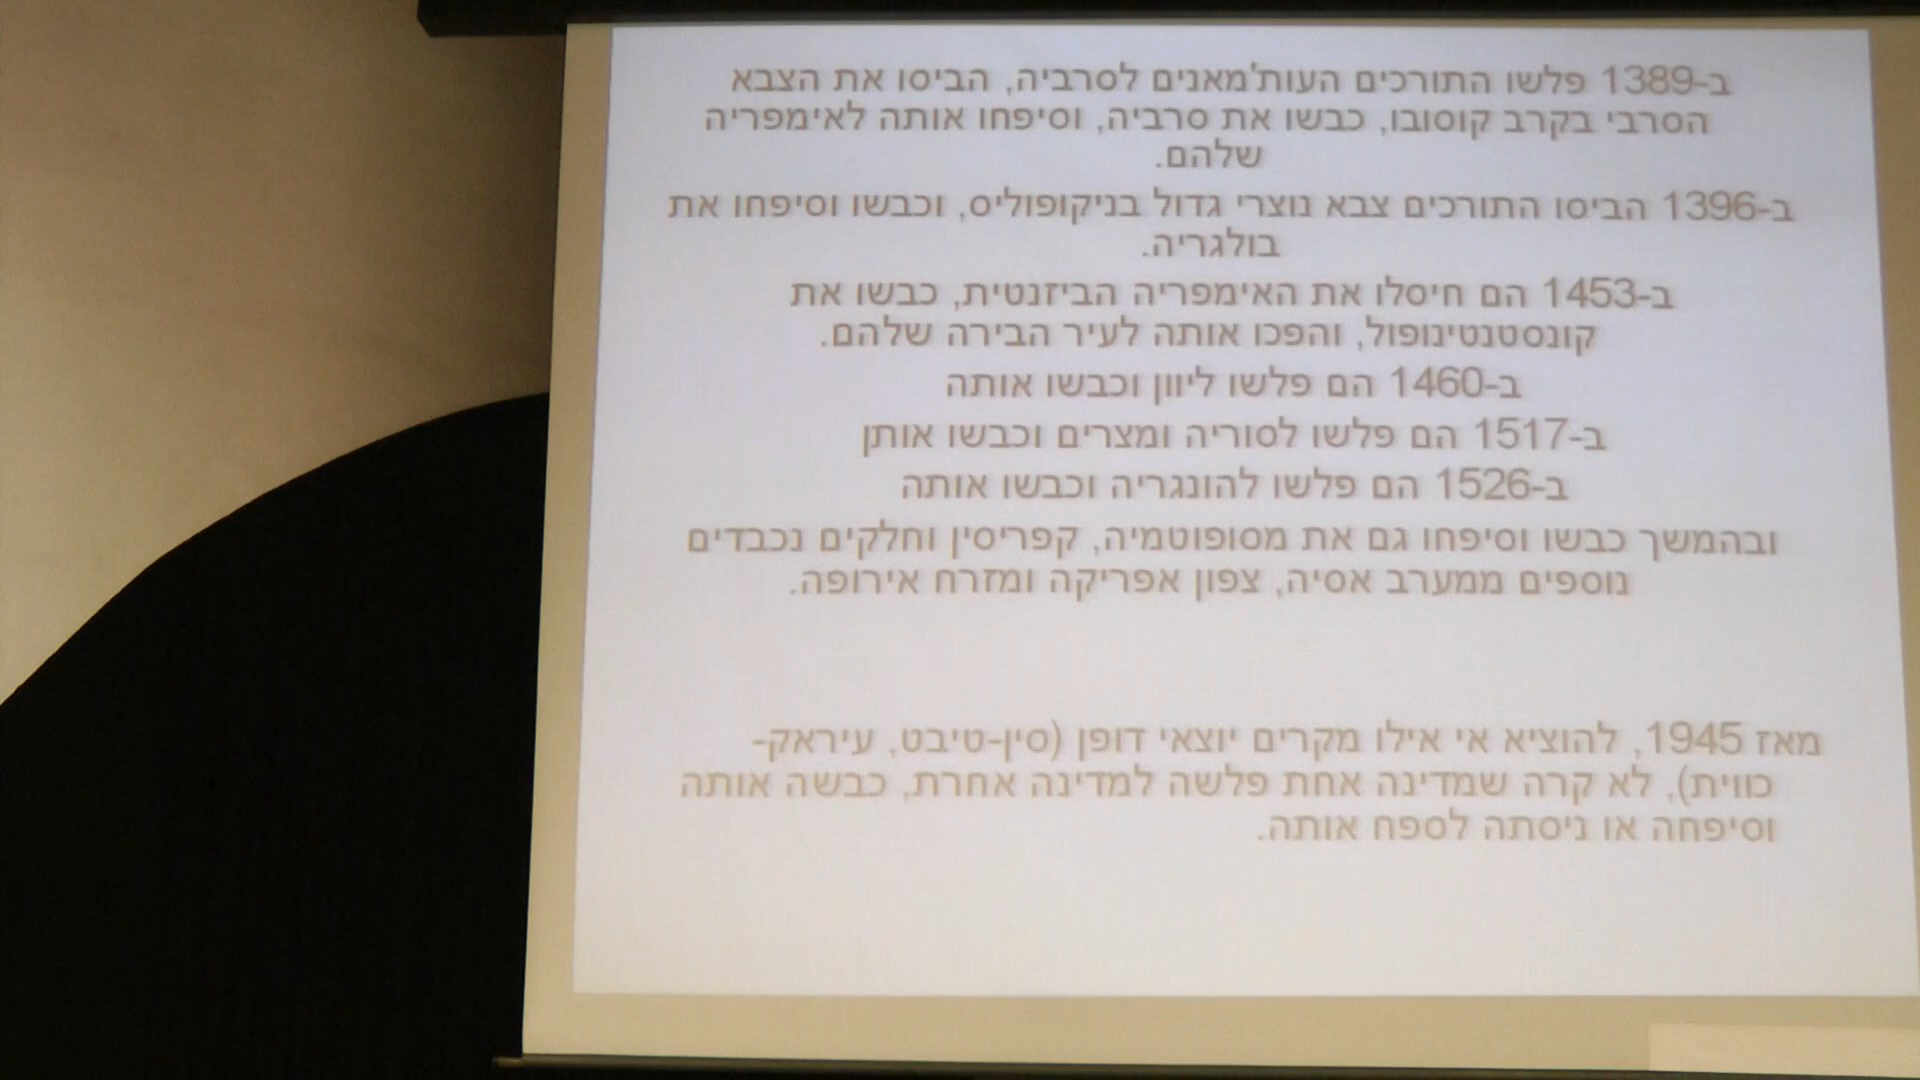 ב-1389 פלשו התורכים העות'מאנים לסרביה, הביסו את הצבא
הסרבי בקרב קוסובו, כבשו את סרביה, וסיפחו אותה לאימפריה
שלהם.
ב-1396 הביסו התורכים צבא נוצרי גדול בניקופוליס, וכבשו וסיפחו את
בולגריה.
ב-1453 הם חיסלו את האימפריה הביזנטית, כבשו את
קונסטנטינופול, והפכו אותה לעיר הבירה שלהם.
ב-1460 הם פלשו ליוון וכבשו אותה
ב-1517 הם פלשו לסוריה ומצרים וכבשו אותן
ב-1526 הם פלשו להונגריה וכבשו אותה
ובהמשך כבשו וסיפחו גם את מסופוטמיה, קפריסין וחלקים נכבדים
נוספים ממערב אסיה, צפון אפריקה ומזרח אירופה.
מאז 1945, להוציא אי אילו מקרים יוצאי דופן (סין-טיבט, עיראק-
כווית), לא קרה שמדינה אחת פלשה למדינה אחרת, כבשה אותה
וסיפחה או ניסתה לספח אותה.